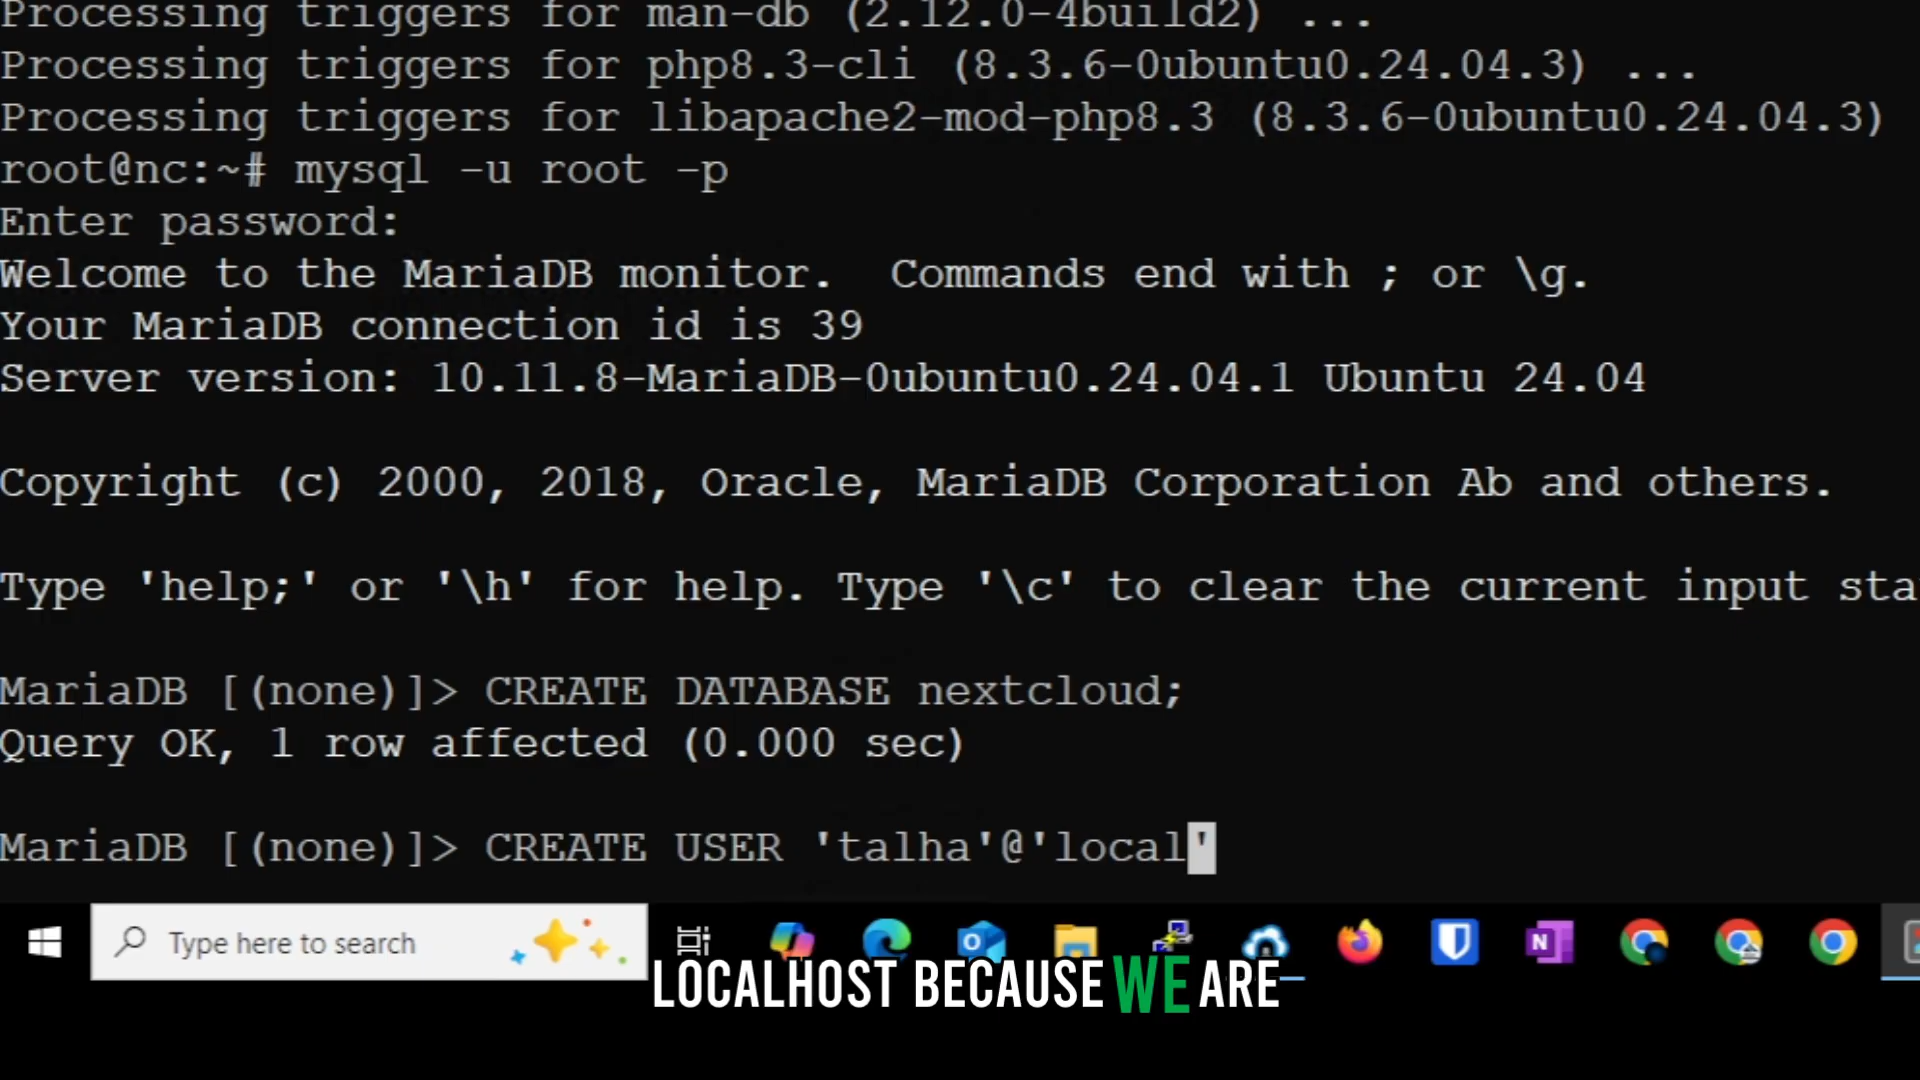 Processing triggers for man-db (2.12.0-4build2) ...
Processing triggers for php8.3-cli (8.3.6-0ubuntu0.24.04.3) ...
Processing triggers for libapache2-mod-php8.3 (8.3.6-0ubuntu0.24.04.3)
root@nc:~# mysql -u root -p
Enter password:
Welcome to the MariaDB monitor.  Commands end with ; or \g.
Your MariaDB connection id is 39
Server version: 10.11.8-MariaDB-0ubuntu0.24.04.1 Ubuntu 24.04
Copyright (c) 2000, 2018, Oracle, MariaDB Corporation Ab and others.
Type 'help;' or '\h' for help. Type '\c' to clear the current input sta
MariaDB [(none)]> CREATE DATABASE nextcloud;
Query OK, 1 row affected (0.000 sec)
MariaDB [(none)]> CREATE USER 'talha'@'local'
Type here to search
LOCALHOST BECAUSE WE ARE